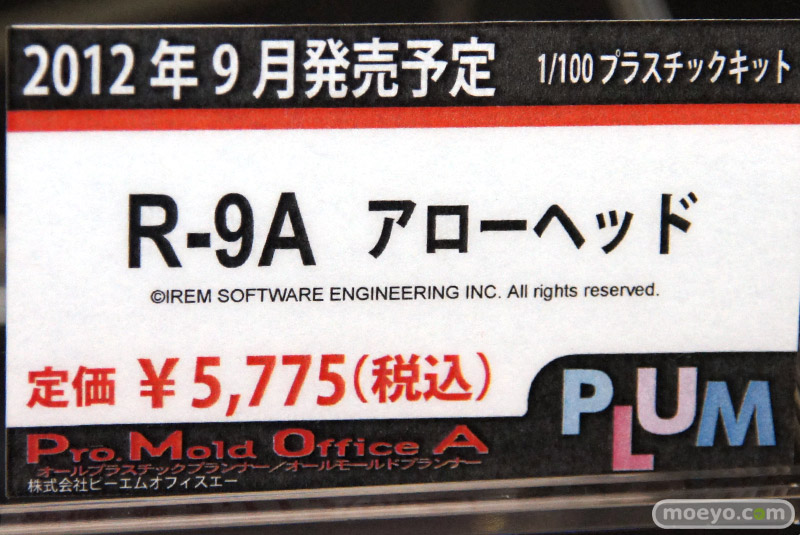 2012年9月発売予定 1/100プラスチックキット
R-9A アローヘッド
©IREM SOFTWARE ENGINEERING INC. All rights reserved.
定価 ¥5,775(税込)
PLUM
Pro. Mold Office A
オールプラスチックプランナー/オールモールドプランナー
株式会社ピーエムオフィスエー
moeyo.com